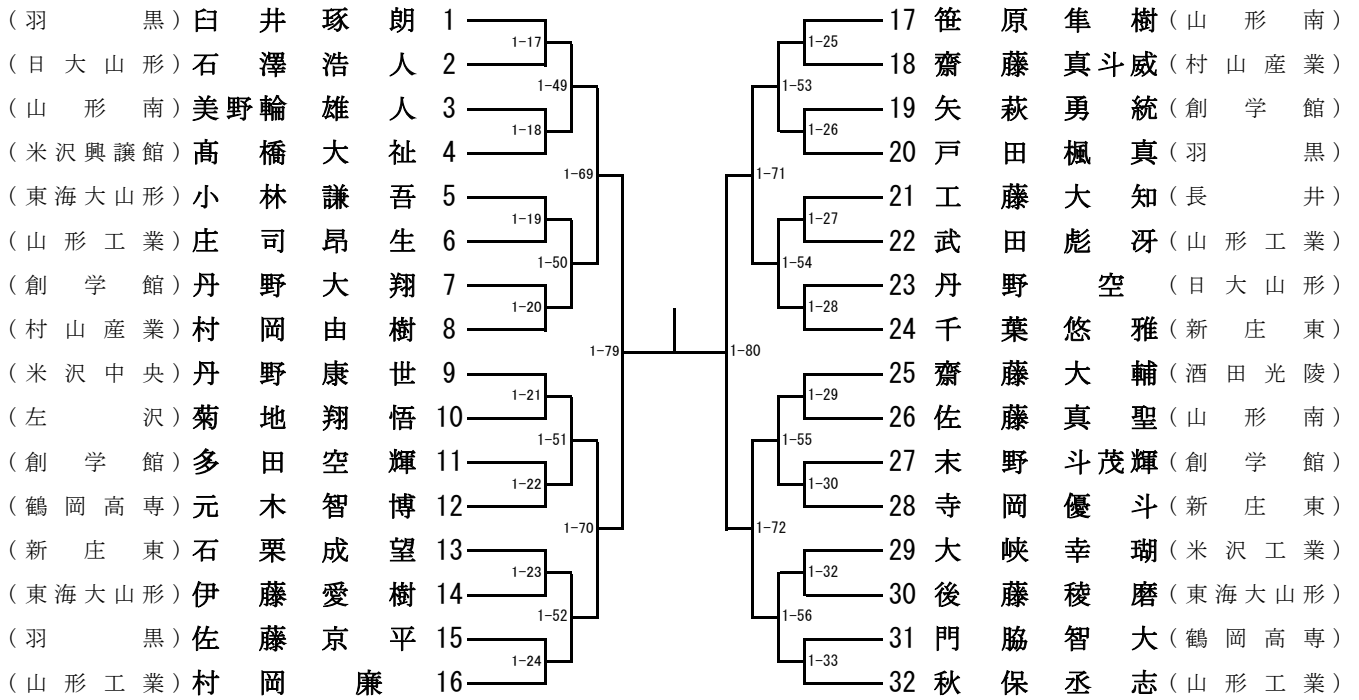 (羽黒) 臼井琢朗 1
1-17
(日大山形) 石澤浩人 2
1-49
(山形南) 美野輪雄人 3
1-18
(米沢興譲館) 髙橋大祉 4
1-69
(東海大山形) 小林謙吾 5
1-19
(山形工業) 庄司昂生 6
1-50
(創学館) 丹野大翔 7
1-20
(村山産業) 村岡由樹 8
1-79
(米沢中央) 丹野康世 9
1-21
(左沢) 菊地翔悟 10
1-51
(創学館) 多田空輝 11
1-22
(鶴岡高専) 元木智博 12
1-70
(新庄東) 石栗成望 13
1-23
(東海大山形) 伊藤愛樹 14
1-52
(羽黒) 佐藤京平 15
1-24
(山形工業) 村岡廉 16
17 笹原隼樹 (山形南)
1-25
18 齋藤真斗威 (村山産業)
1-53
19 矢萩勇統 (創学館)
1-26
20 戸田楓真 (羽黒)
1-71
21 工藤大知 (長井)
1-27
22 武田彪冴 (山形工業)
1-54
23 丹野空 (日大山形)
1-28
24 千葉悠雅 (新庄東)
1-80
25 齋藤大輔 (酒田光陵)
1-29
26 佐藤真聖 (山形南)
1-55
27 末野斗茂輝 (創学館)
1-30
28 寺岡優斗 (新庄東)
1-72
29 大峡幸瑚 (米沢工業)
1-32
30 後藤稜磨 (東海大山形)
1-56
31 門脇智大 (鶴岡高専)
1-33
32 秋保丞志 (山形工業)